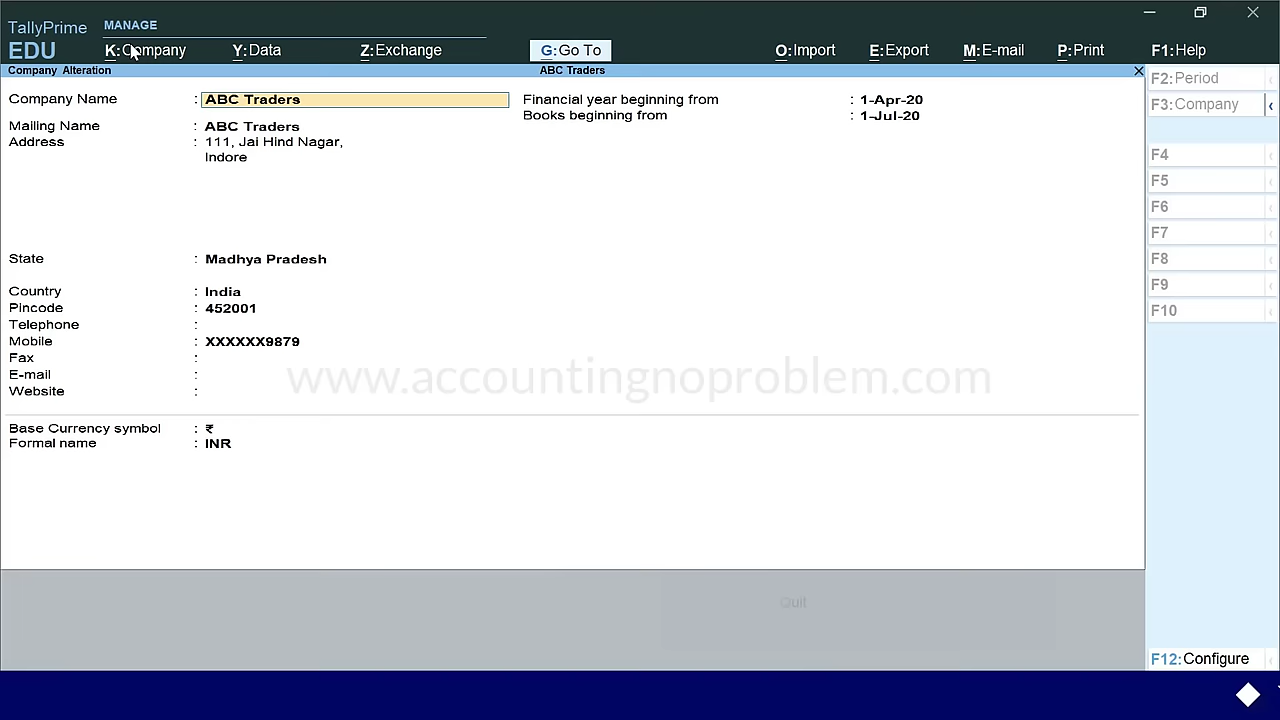 TallyPrime
MANAGE
EDU
K:Company
Y:Data
Z:Exchange
G:Go To
O:Import
E:Export
M:E-mail
P:Print
F1:Help
Company Alteration
ABC Traders
Company Name : ABC Traders
Financial year beginning from : 1-Apr-20
Books beginning from : 1-Jul-20
Mailing Name : ABC Traders
Address : 111, Jai Hind Nagar,
Indore
State : Madhya Pradesh
Country : India
Pincode : 452001
Telephone :
Mobile : XXXXXX9879
Fax :
E-mail :
Website :
www.accountingnoproblem.com
Base Currency symbol : ₹
Formal name : INR
Quit
F2:Period
F3:Company
F4
F5
F6
F7
F8
F9
F10
F12:Configure